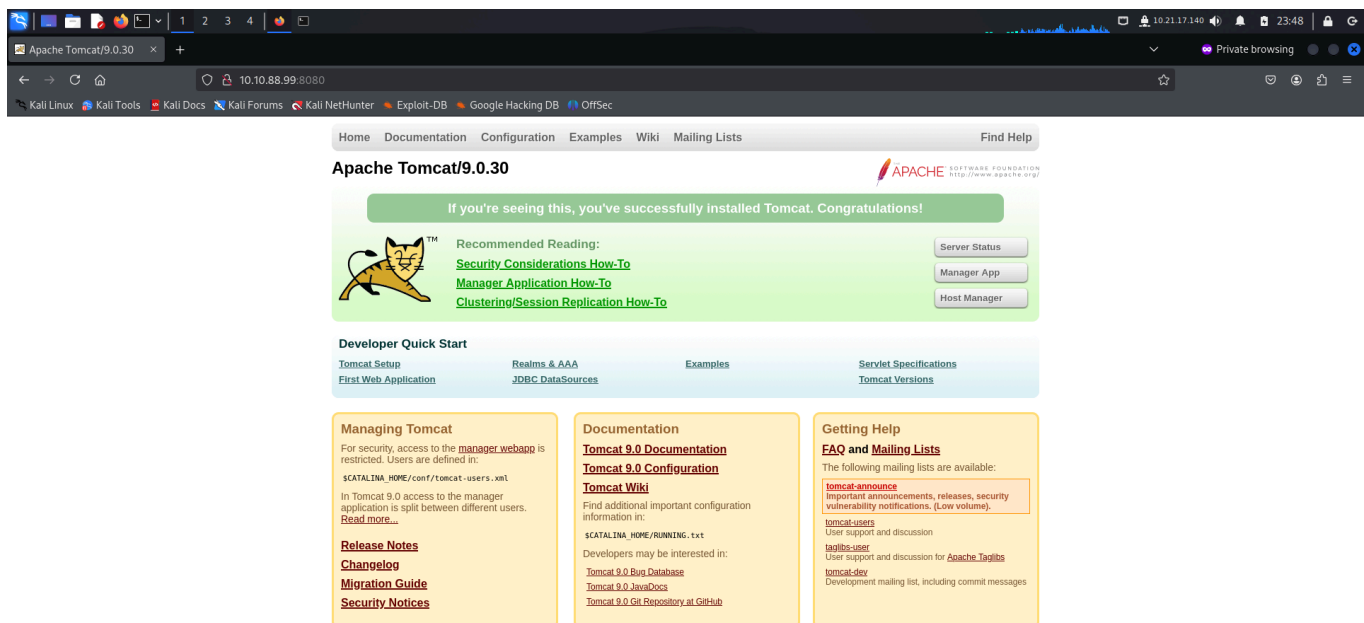 1 2 3 4 10.21.17.140 23:48
Apache Tomcat/9.0.30 × + Private browsing
10.10.88.99:8080
Kali Linux Kali Tools Kali Docs Kali Forums Kali NetHunter Exploit-DB Google Hacking DB OffSec
Home Documentation Configuration Examples Wiki Mailing Lists Find Help
Apache Tomcat/9.0.30
APACHE SOFTWARE FOUNDATION
http://www.apache.org/
If you're seeing this, you've successfully installed Tomcat. Congratulations!
TM
Recommended Reading:
Security Considerations How-To
Manager Application How-To
Clustering/Session Replication How-To
Server Status
Manager App
Host Manager
Developer Quick Start
Tomcat Setup
First Web Application
Realms & AAA
JDBC DataSources
Examples
Servlet Specifications
Tomcat Versions
Managing Tomcat
For security, access to the manager webapp is
restricted. Users are defined in:
$CATALINA_HOME/conf/tomcat-users.xml
In Tomcat 9.0 access to the manager
application is split between different users.
Read more...
Release Notes
Changelog
Migration Guide
Security Notices
Documentation
Tomcat 9.0 Documentation
Tomcat 9.0 Configuration
Tomcat Wiki
Find additional important configuration
information in:
$CATALINA_HOME/RUNNING.txt
Developers may be interested in:
Tomcat 9.0 Bug Database
Tomcat 9.0 JavaDocs
Tomcat 9.0 Git Repository at GitHub
Getting Help
FAQ and Mailing Lists
The following mailing lists are available:
tomcat-announce
Important announcements, releases, security
vulnerability notifications. (Low volume).
tomcat-users
User support and discussion
taglibs-user
User support and discussion for Apache Taglibs
tomcat-dev
Development mailing list, including commit messages